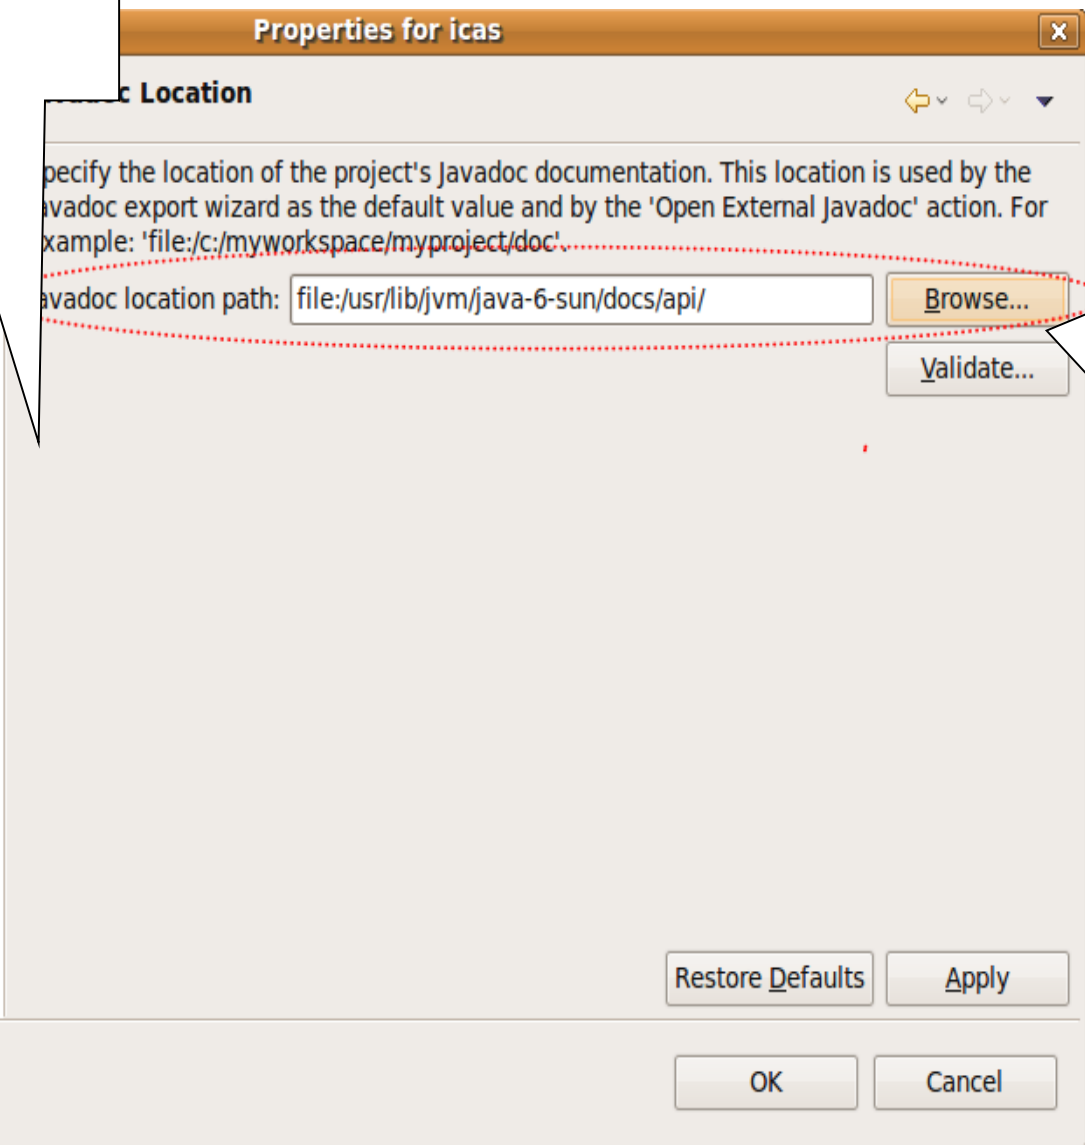 Properties for icas
Location
pecify the location of the project's Javadoc documentation. This location is used by the
avadoc export wizard as the default value and by the 'Open External Javadoc' action. For
xample: 'file:/c:/myworkspace/myproject/doc'.
avadoc location path: file:/usr/lib/jvm/java-6-sun/docs/api/ Browse...
Validate...
Restore Defaults Apply
OK Cancel